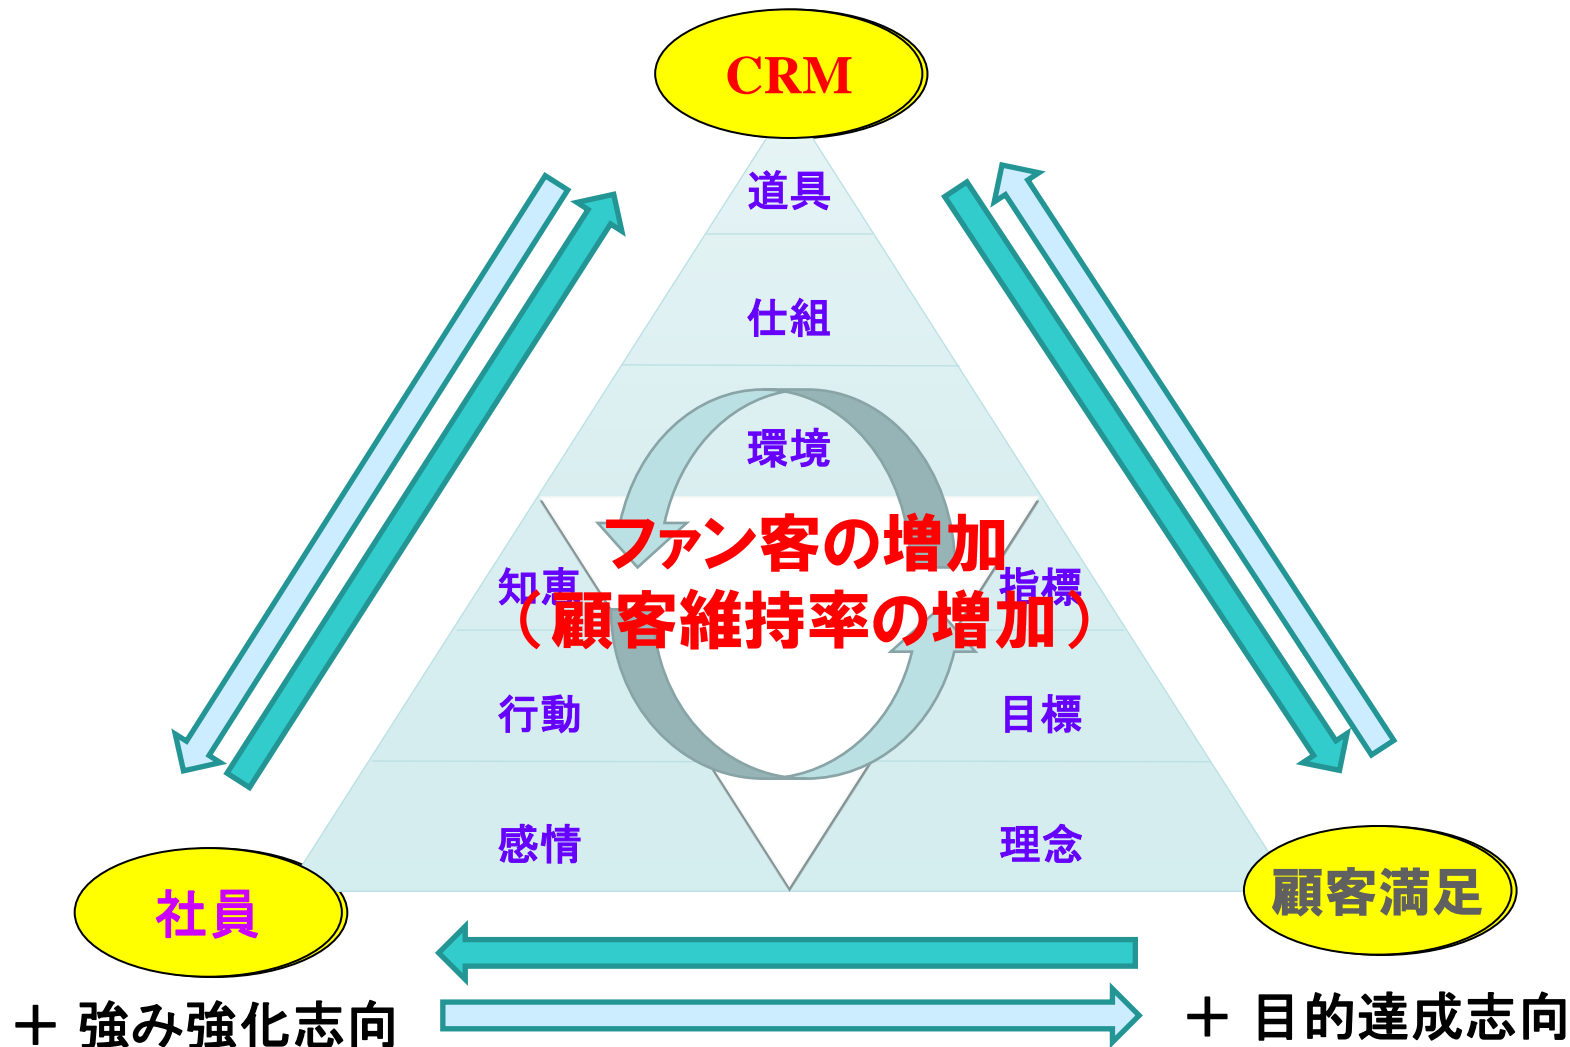 CRM
道具
仕組
環境
ファン客の増加
知恵
指標
（顧客維持率の増加）
行動
目標
感情
理念
社員
顧客満足
＋ 強み強化志向
＋ 目的達成志向